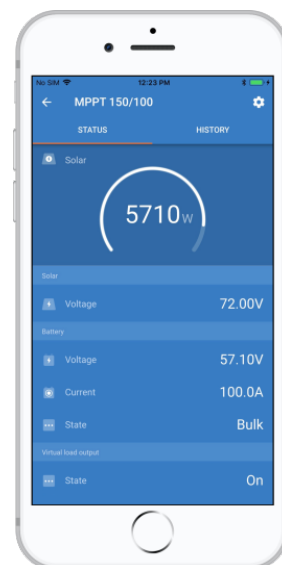 No SIM 12:23 PM
← MPPT 150/100
STATUS HISTORY
Solar
5710W
Solar
Voltage 72.00V
Battery
Voltage 57.10V
Current 100.0A
State Bulk
Virtual load output
State On